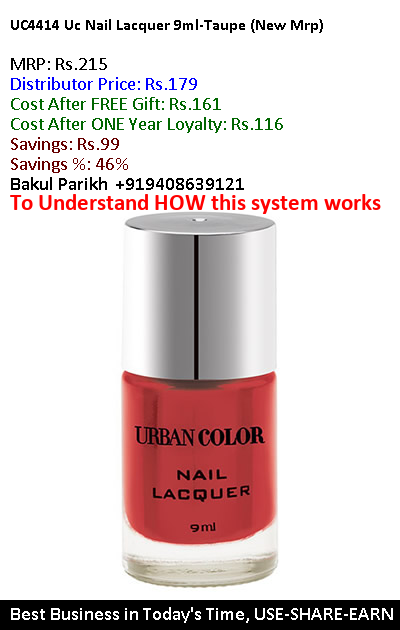 UC4414 Uc Nail Lacquer 9ml-Taupe (New Mrp)
MRP: Rs.215
Distributor Price: Rs.179
Cost After FREE Gift: Rs.161
Cost After ONE Year Loyalty: Rs.116
Savings: Rs.99
Savings %: 46%
Bakul Parikh +919408639121
To Understand HOW this system works
URBAN COLOR
NAIL
LACQUER
9ml
Best Business in Today's Time, USE-SHARE-EARN